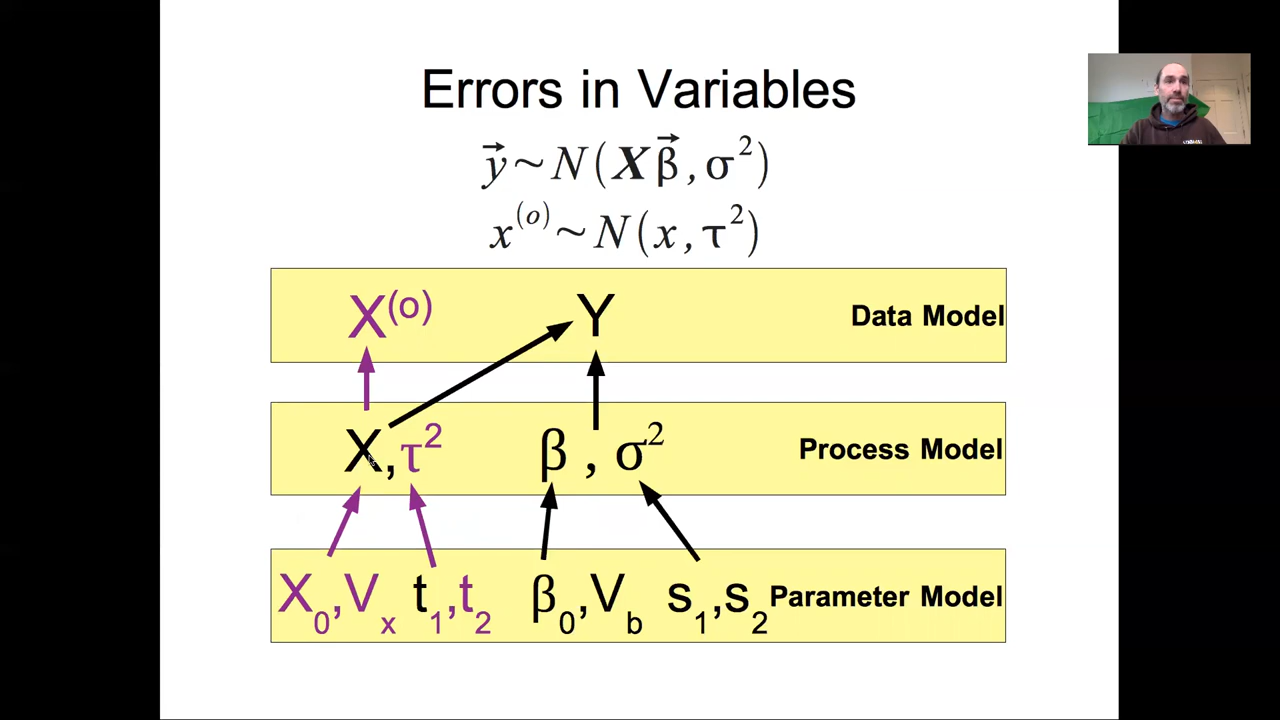 Errors in Variables
y⃗ ~ N(Xβ⃗, σ²)
x^(o) ~ N(x, τ²)
X^(o) Y Data Model
X, τ² β , σ² Process Model
X₀,Vₓ t₁,t₂ β₀,V_b s₁,s₂ Parameter Model